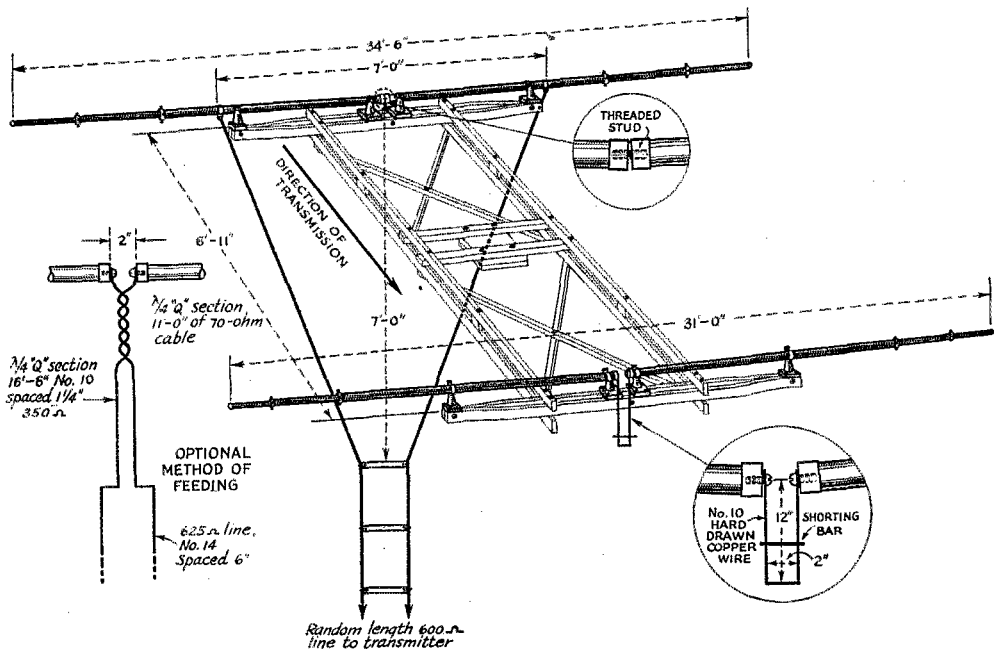 34'-6"
7'-0"
THREADED
STUD
DIRECTION OF
TRANSMISSION
6'-11"
2"
λ/4 "Q" section
11'-0" of 70-ohm
cable
7'-0"
31'-0"
λ/4 "Q" section
16'-6" No. 10
spaced 1 1/4"
350 Ω
OPTIONAL
METHOD OF
FEEDING
625 Ω line,
No. 14
Spaced 6"
No. 10
HARD
DRAWN
COPPER
WIRE
12"
SHORTING
BAR
2"
Random length 600 Ω
line to transmitter